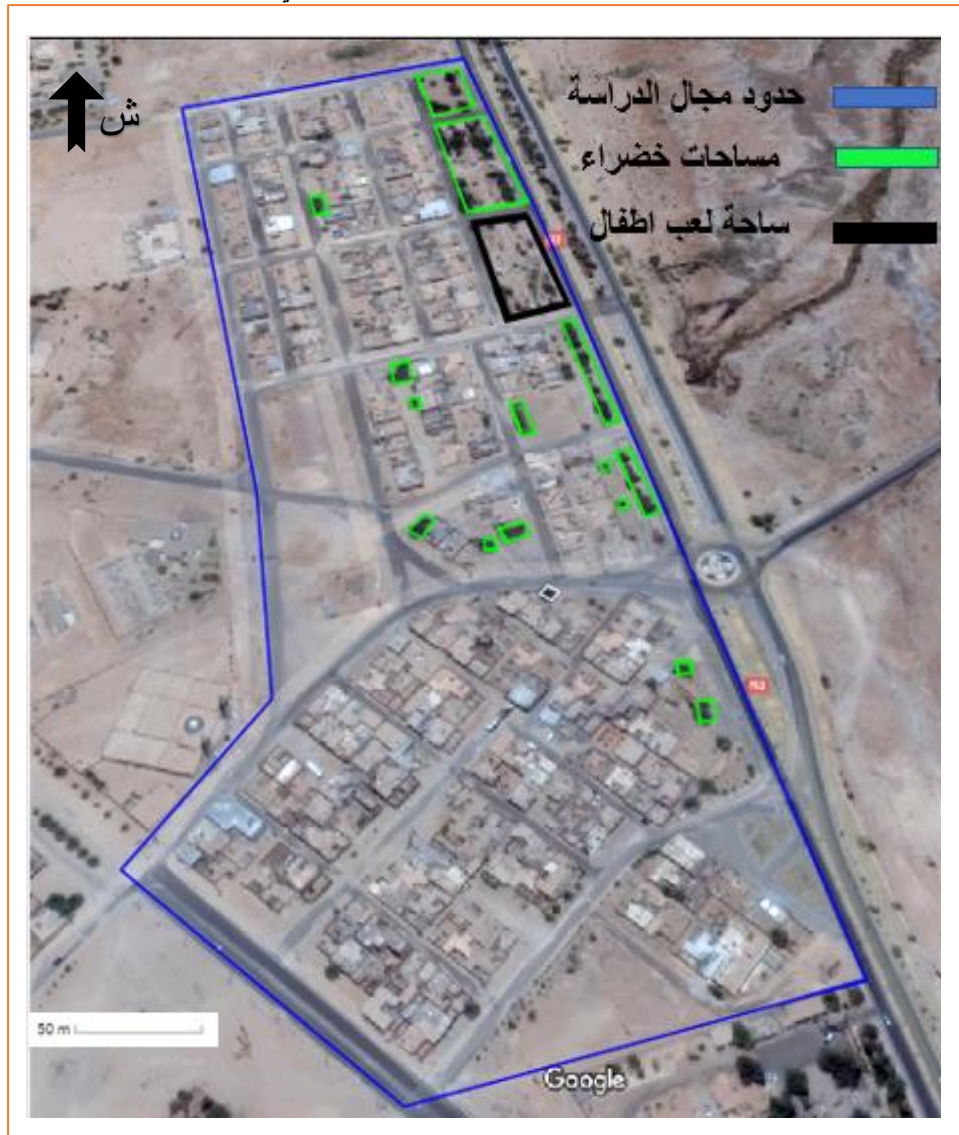 ش
حدود مجال الدراسة
مساحات خضراء
ساحة لعب اطفال
50 m
Google